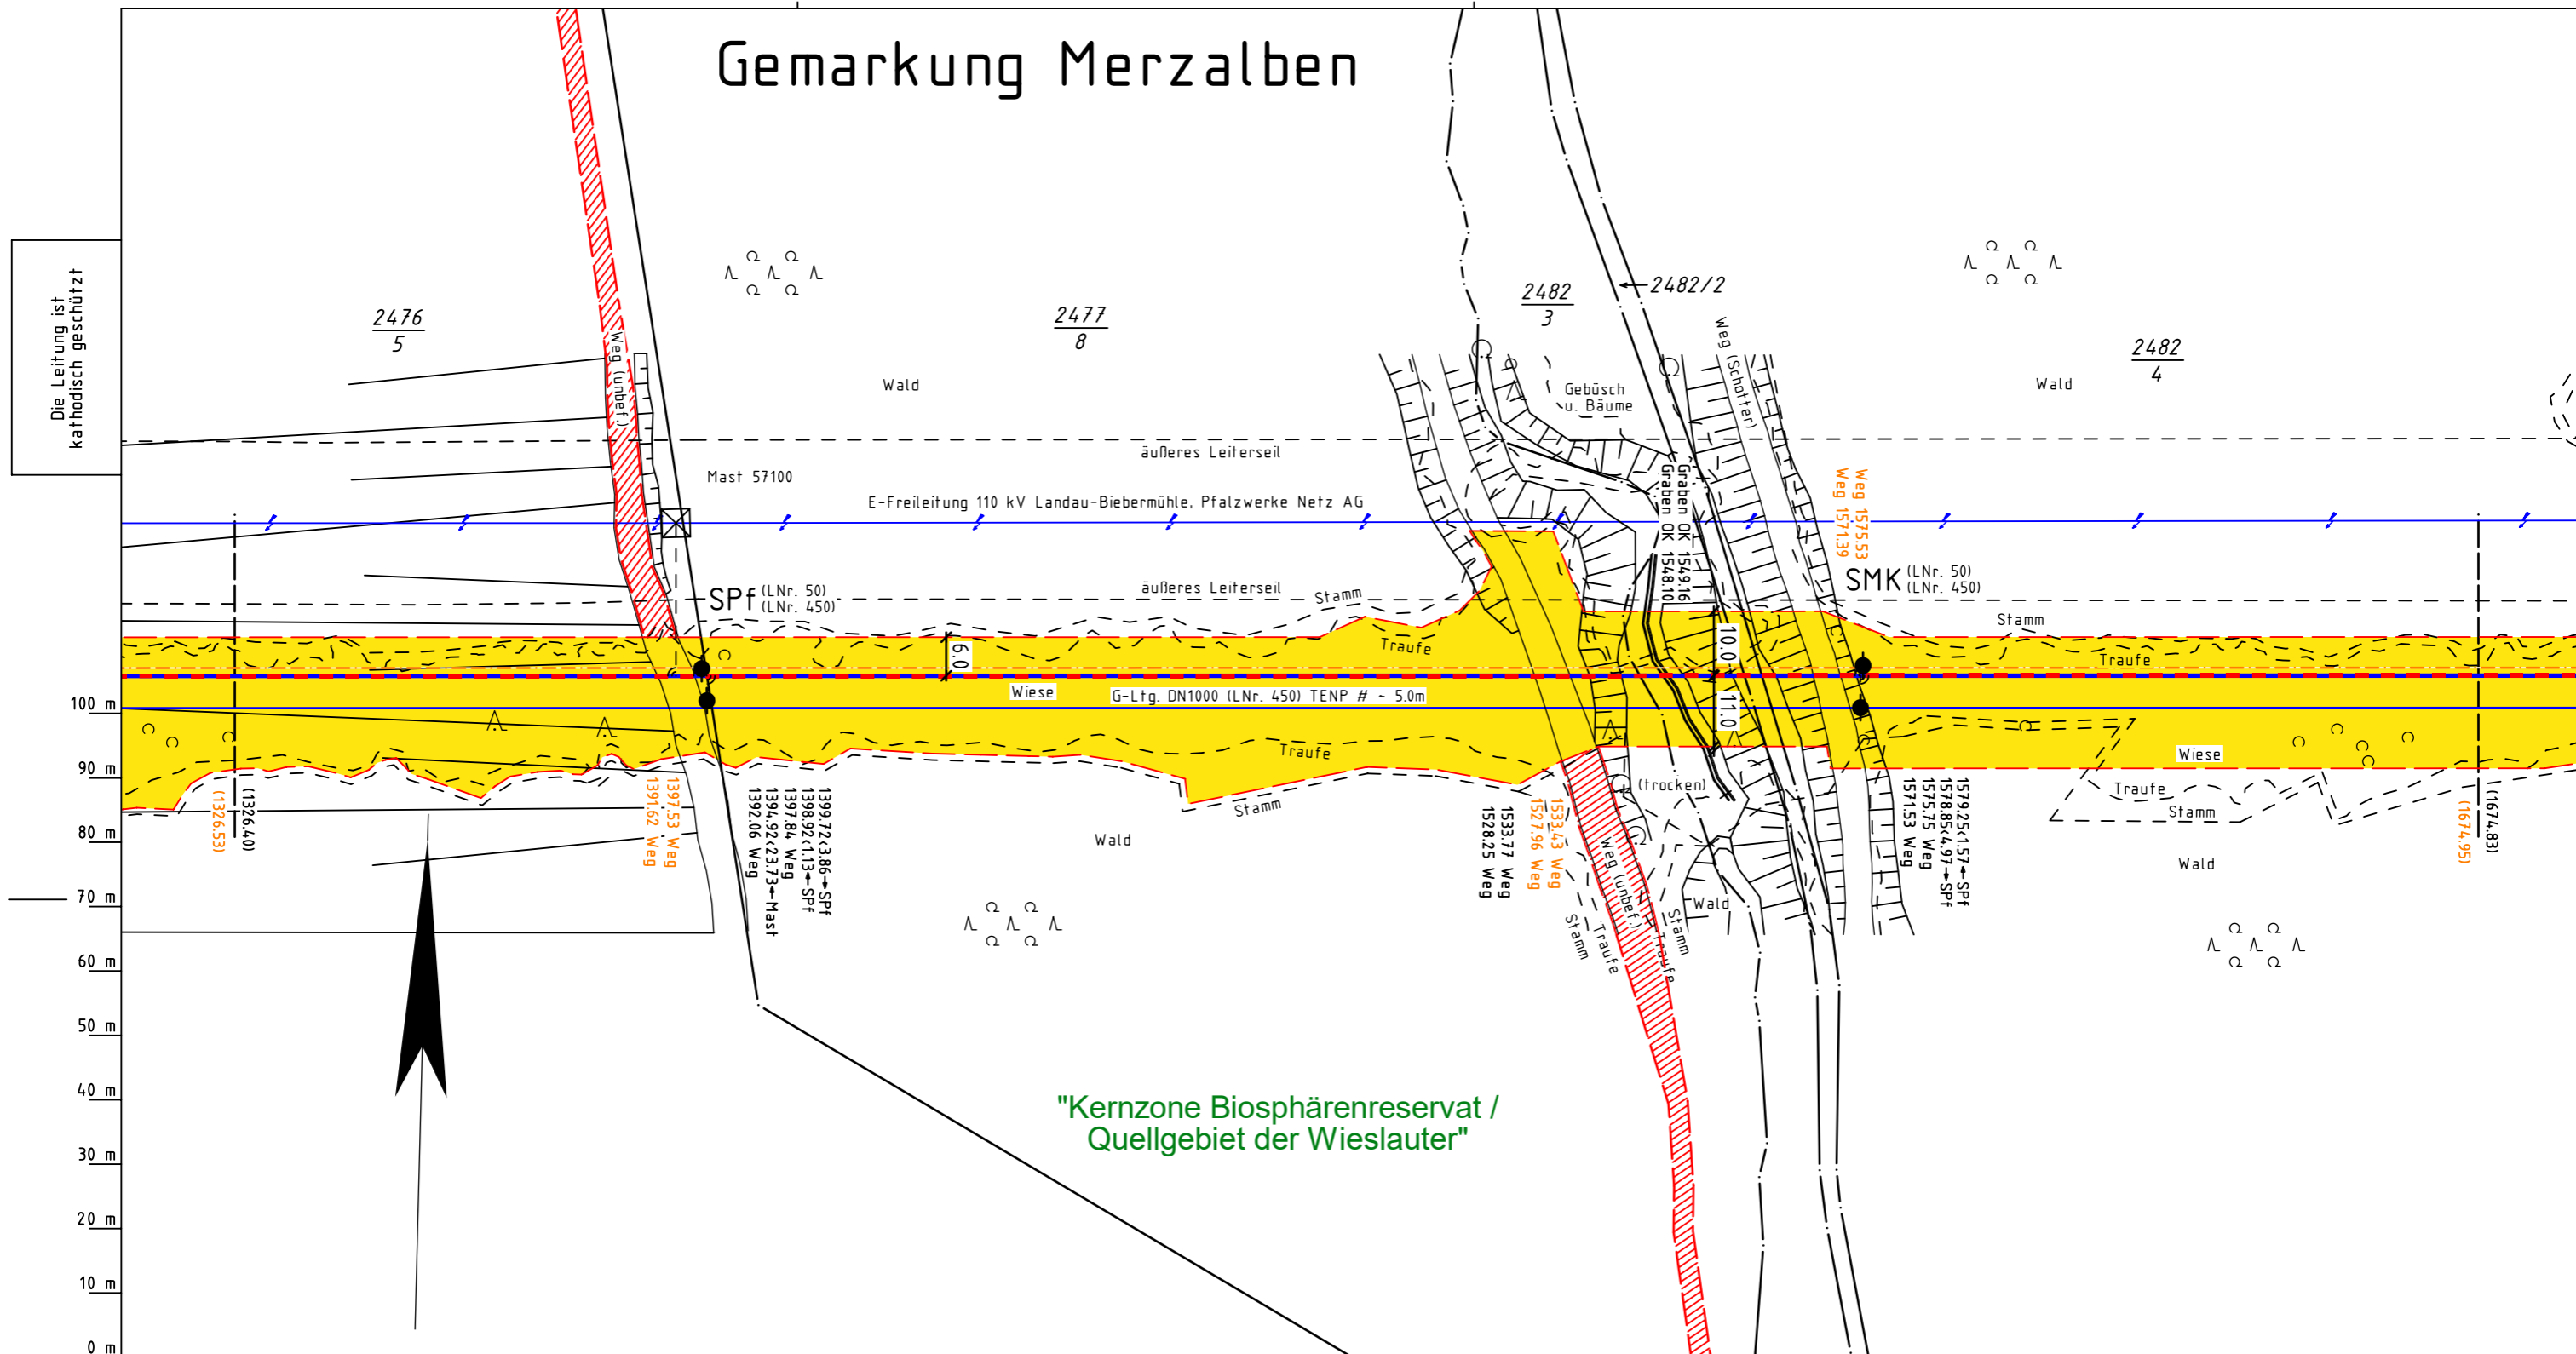 Gemarkung Merzalben
Die Leitung ist
kathodisch geschützt
2476
5
2477
8
2482
3
2482/2
2482
4
Weg (unbef.)
Wald
Gebüsch
u. Bäume
Weg (Schotter)
Wald
äußeres Leiterseil
Mast 57100
E-Freileitung 110 kV Landau-Biebermühle, Pfalzwerke Netz AG
Graben OK 1549.16
Graben OK 1548.10
Weg 1575.53
Weg 1571.39
äußeres Leiterseil
SPf (LNr. 50)
(LNr. 450)
SMK (LNr. 50)
(LNr. 450)
Stamm
Stamm
Traufe
Traufe
6.0
10.0
11.0
Wiese
G-Ltg. DN1000 (LNr. 450) TENP # ~ 5.0m
Traufe
Wiese
Stamm
(trocken)
Traufe
Stamm
(1326.40)
(1326.53)
1397.53 Weg
1391.62 Weg
1399.72<3.86→SPf
1398.92<1.13→SPf
1397.84 Weg
1394.92<23.73→Mast
1392.06 Weg
1533.77 Weg
1528.25 Weg
1533.43 Weg
1527.96 Weg
1579.25<1.57→SPf
1578.85<4.97→SPf
1575.75 Weg
1571.53 Weg
(1674.83)
(1674.95)
Wald
Wald
Weg (unbef.)
Wald
Stamm
Traufe
Stamm
Traufe
100 m
90 m
80 m
70 m
60 m
50 m
40 m
30 m
20 m
10 m
0 m
"Kernzone Biosphärenreservat /
Quellgebiet der Wieslauter"